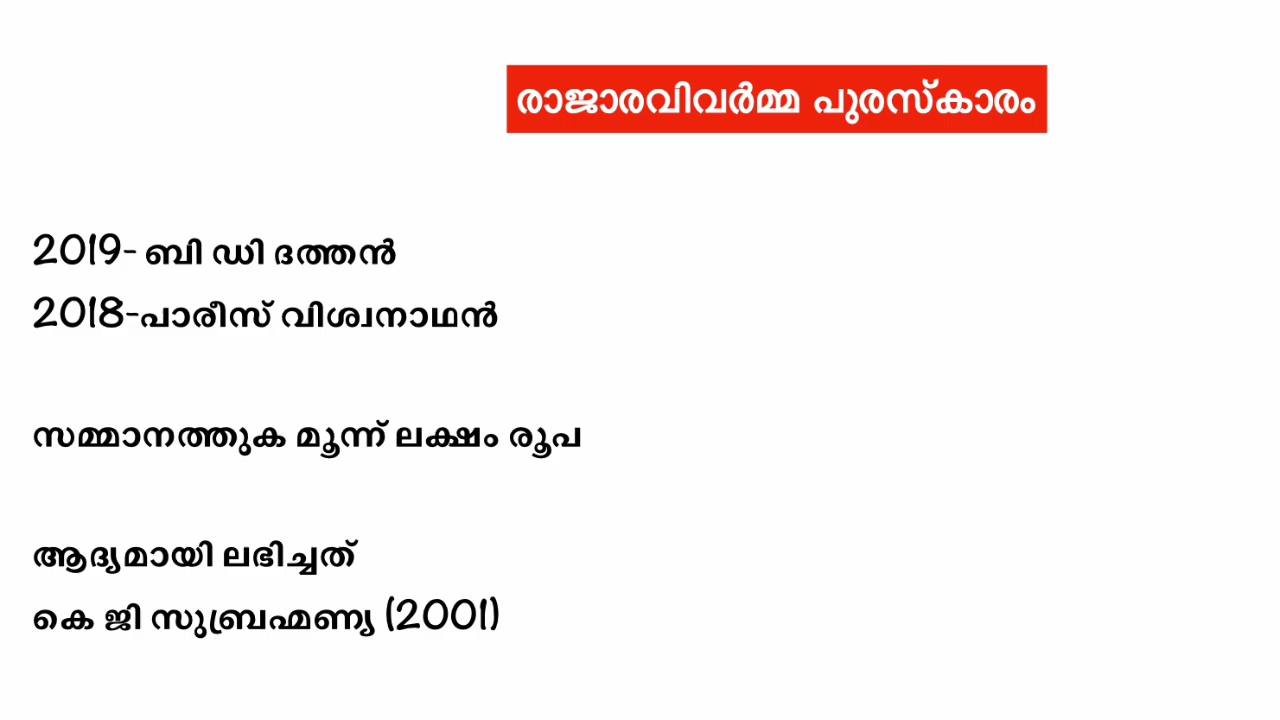 രാജാരവിവർമ്മ പുരസ്കാരം
2019- ബി ഡി ദത്തൻ
2018-പാരീസ് വിശ്വനാഥൻ
സമ്മാനത്തുക മൂന്ന് ലക്ഷം രൂപ
ആദ്യമായി ലഭിച്ചത്
കെ ജി സുബ്രഹ്മണ്യ (2001)